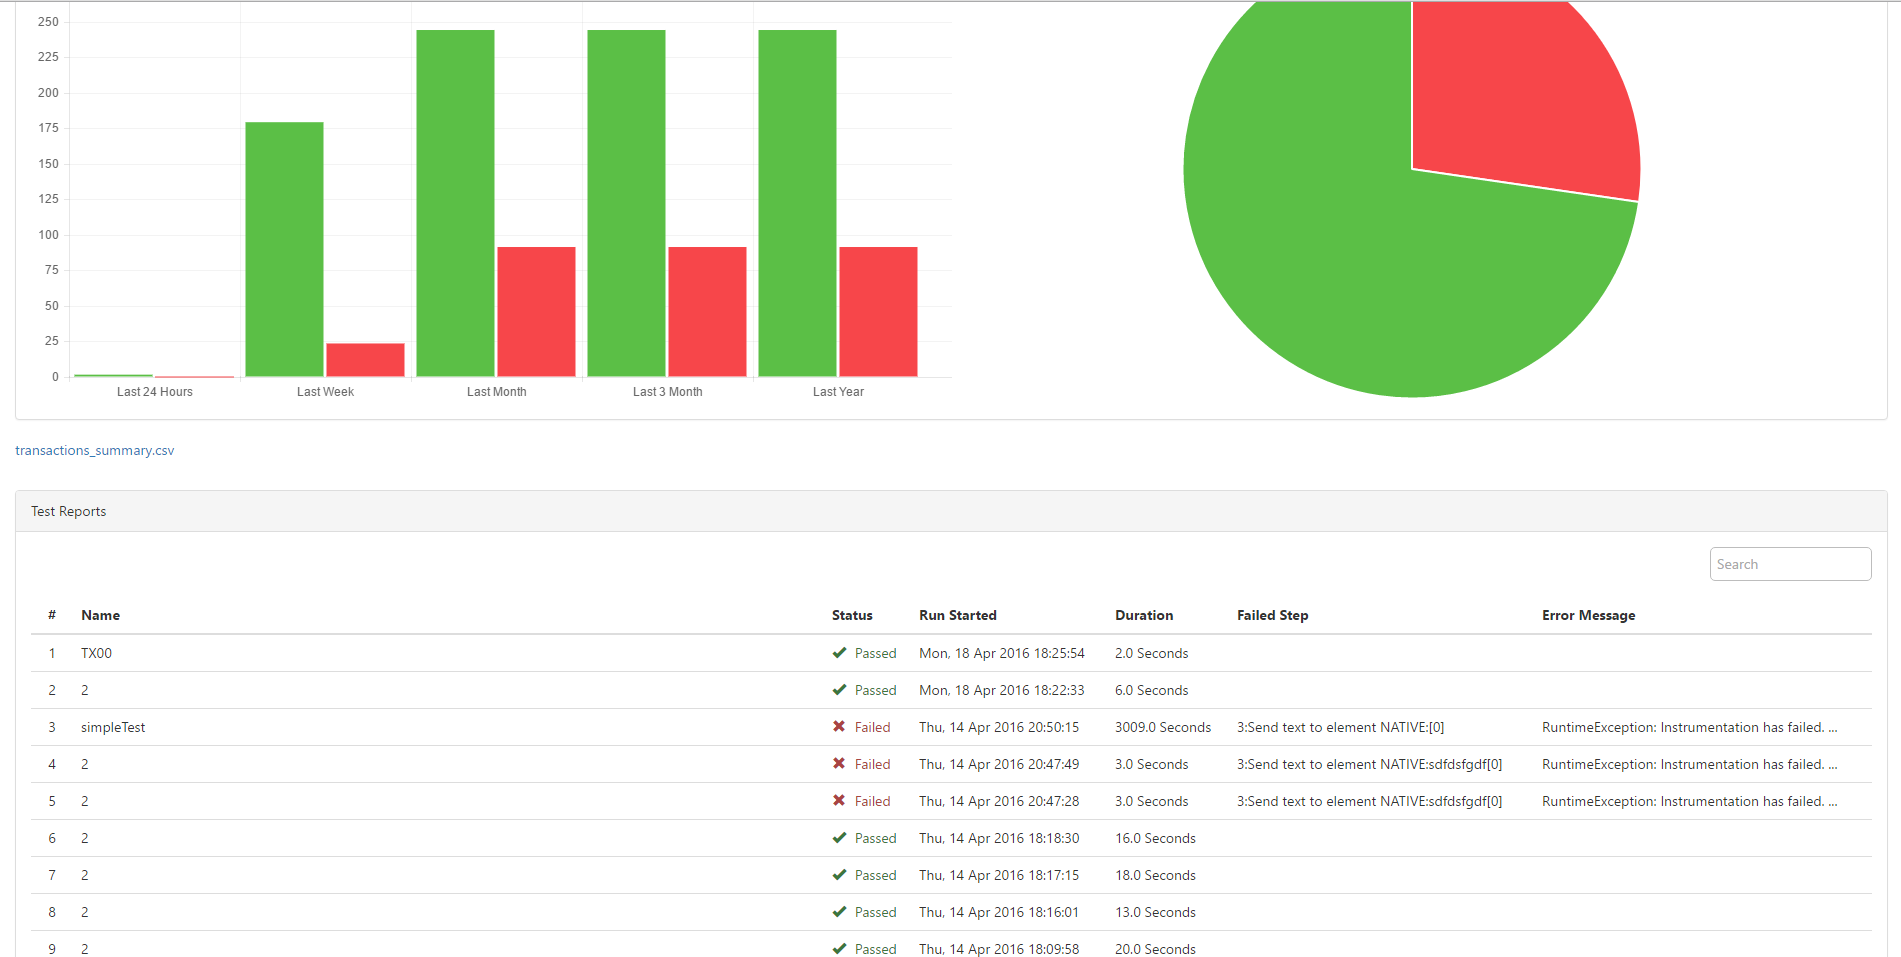 250
225
200
175
150
125
100
75
50
25
0
Last 24 Hours Last Week Last Month Last 3 Month Last Year
transactions_summary.csv
Test Reports
Search
# Name Status Run Started Duration Failed Step Error Message
1 TX00 Passed Mon, 18 Apr 2016 18:25:54 2.0 Seconds
2 2 Passed Mon, 18 Apr 2016 18:22:33 6.0 Seconds
3 simpleTest Failed Thu, 14 Apr 2016 20:50:15 3009.0 Seconds 3:Send text to element NATIVE:[0] RuntimeException: Instrumentation has failed. ...
4 2 Failed Thu, 14 Apr 2016 20:47:49 3.0 Seconds 3:Send text to element NATIVE:sdfdsfgdf[0] RuntimeException: Instrumentation has failed. ...
5 2 Failed Thu, 14 Apr 2016 20:47:28 3.0 Seconds 3:Send text to element NATIVE:sdfdsfgdf[0] RuntimeException: Instrumentation has failed. ...
6 2 Passed Thu, 14 Apr 2016 18:18:30 16.0 Seconds
7 2 Passed Thu, 14 Apr 2016 18:17:15 18.0 Seconds
8 2 Passed Thu, 14 Apr 2016 18:16:01 13.0 Seconds
9 2 Passed Thu, 14 Apr 2016 18:09:58 20.0 Seconds